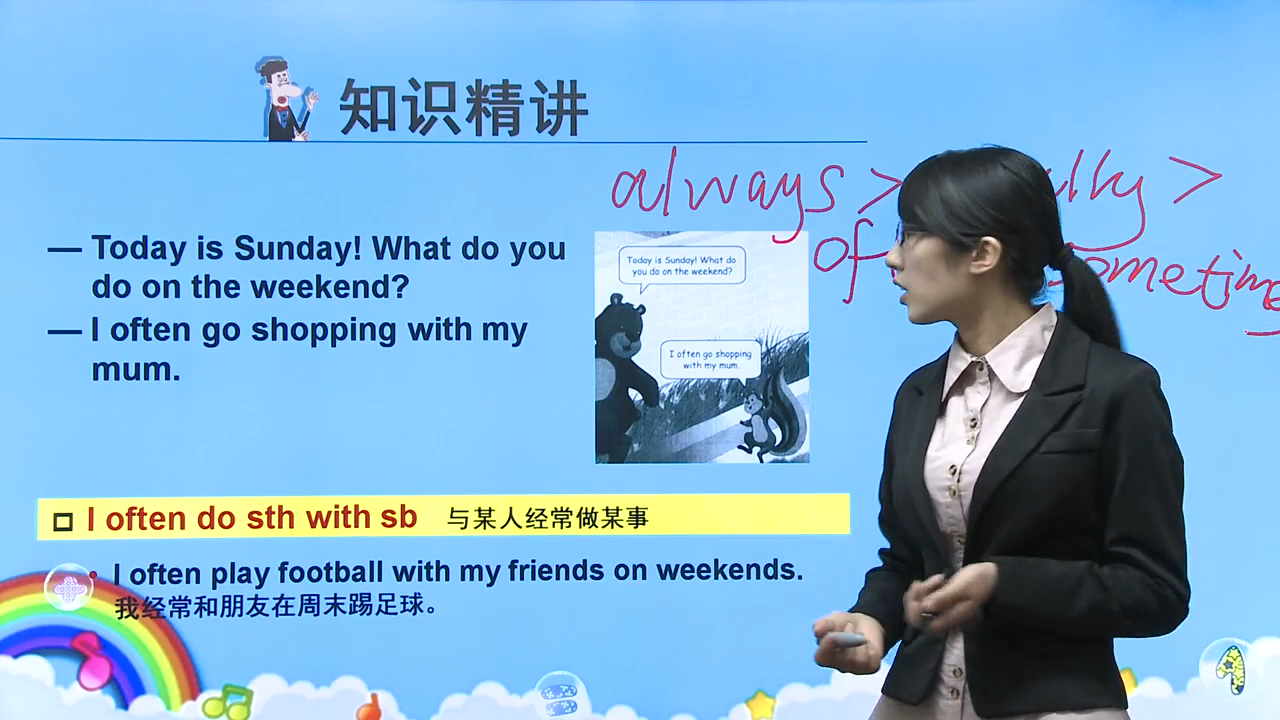 知识精讲
always >
>
— Today is Sunday! What do you
do on the weekend?
— I often go shopping with my
mum.
Today is Sunday! What do
you do on the weekend?
I often go shopping
with my mum.
I often do sth with sb 与某人经常做某事
I often play football with my friends on weekends.
我经常和朋友在周末踢足球。